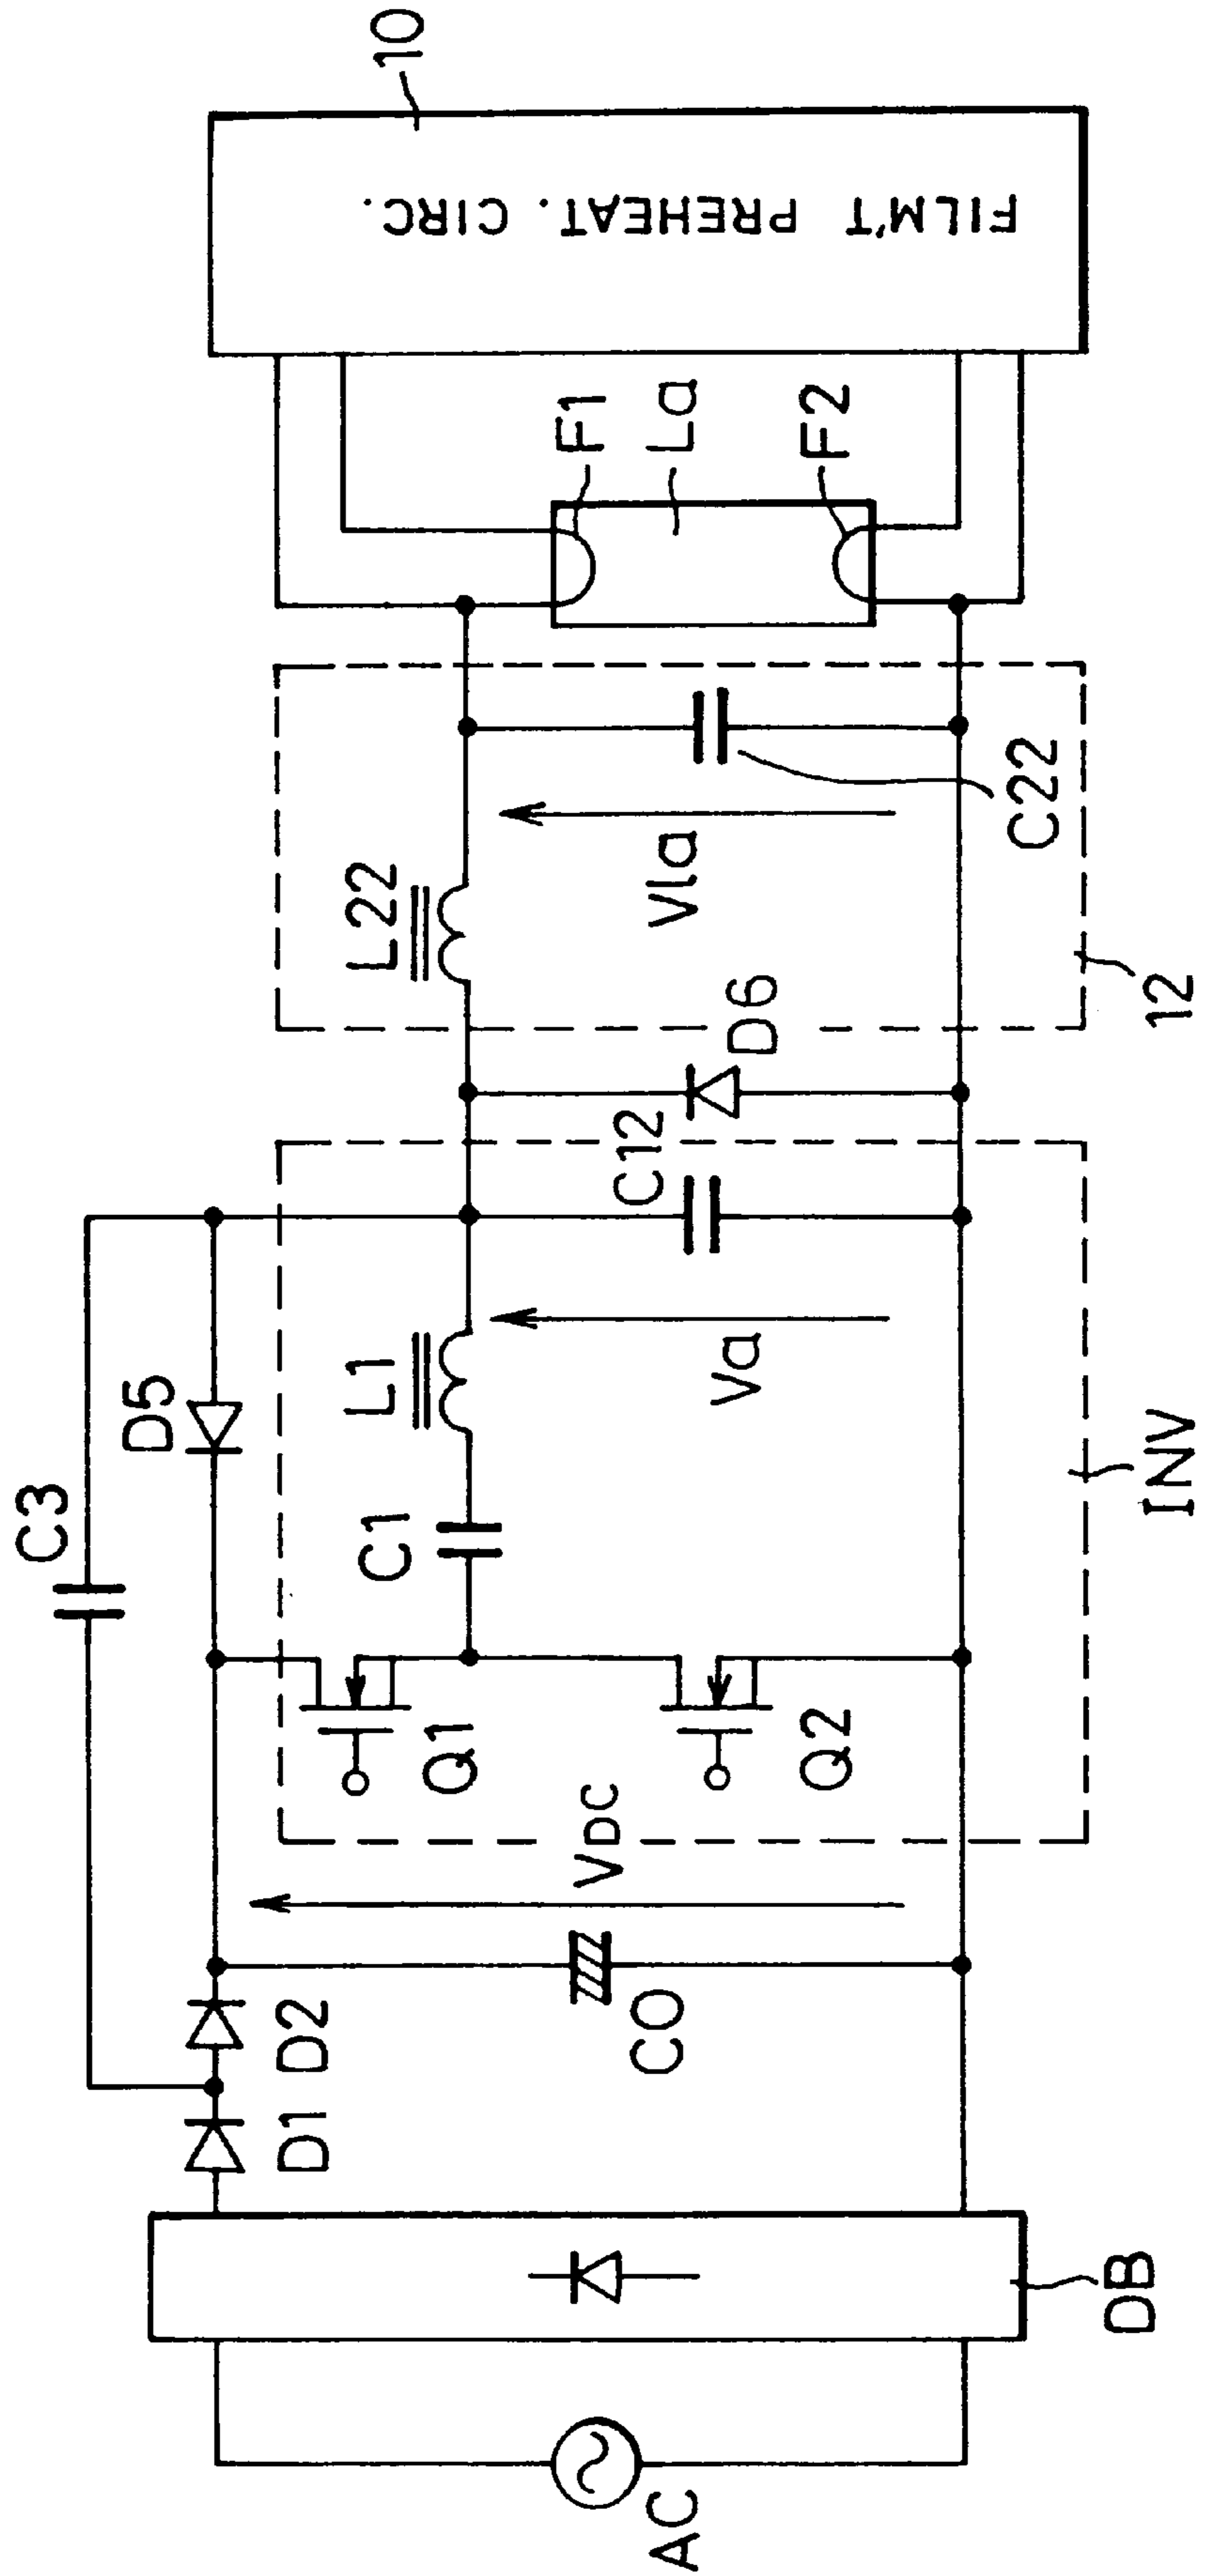 C3
D5
D1
D2
C1
L1
L22
10
Q1
VDC
Q2
CO
Va
C12
D6
Vla
C22
F1
La
F2
FILM'T PREHEAT. CIRC.
AC
DB
INV
12